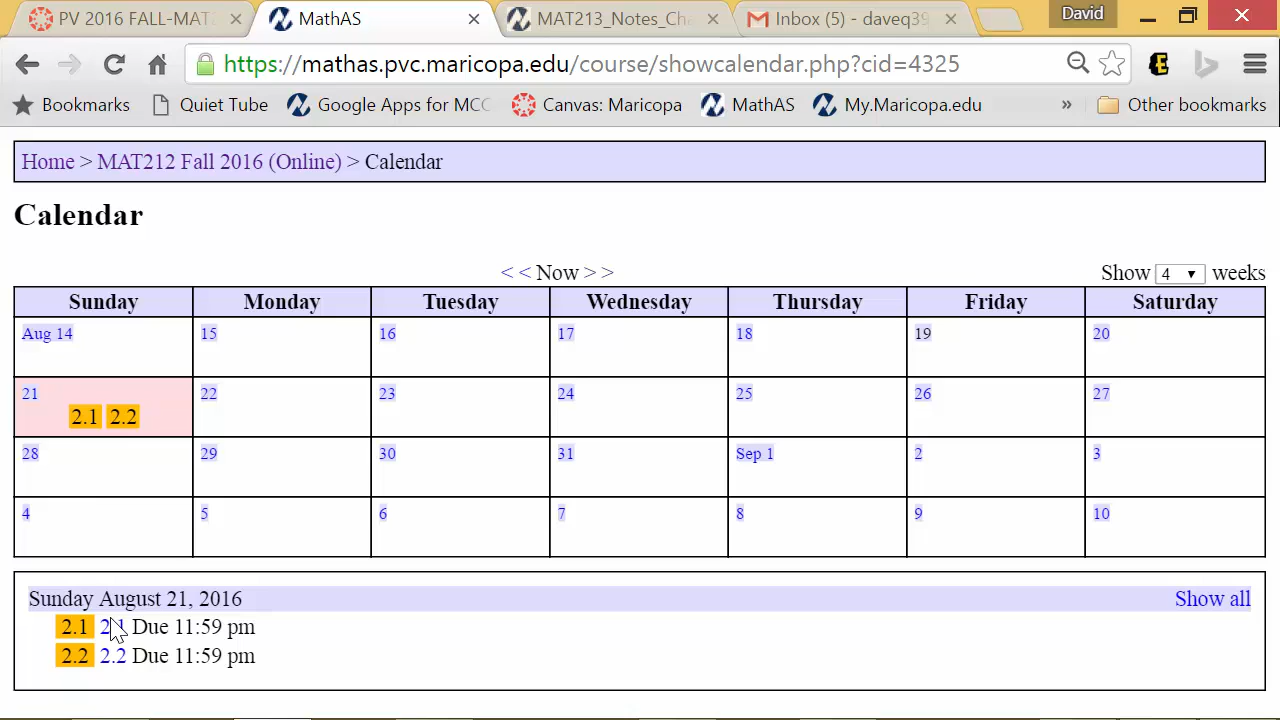 PV 2016 FALL-MAT
MathAS
MAT213_Notes_Cha
Inbox (5) - daveq39
David
https://mathas.pvc.maricopa.edu/course/showcalendar.php?cid=4325
Bookmarks Quiet Tube Google Apps for MCC Canvas: Maricopa MathAS My.Maricopa.edu » Other bookmarks
Home > MAT212 Fall 2016 (Online) > Calendar
Calendar
< < Now > > Show 4 weeks
Sunday Monday Tuesday Wednesday Thursday Friday Saturday
Aug 14 15 16 17 18 19 20
21 22 23 24 25 26 27
2.1 2.2
28 29 30 31 Sep 1 2 3
4 5 6 7 8 9 10
Sunday August 21, 2016 Show all
2.1 2.1 Due 11:59 pm
2.2 2.2 Due 11:59 pm